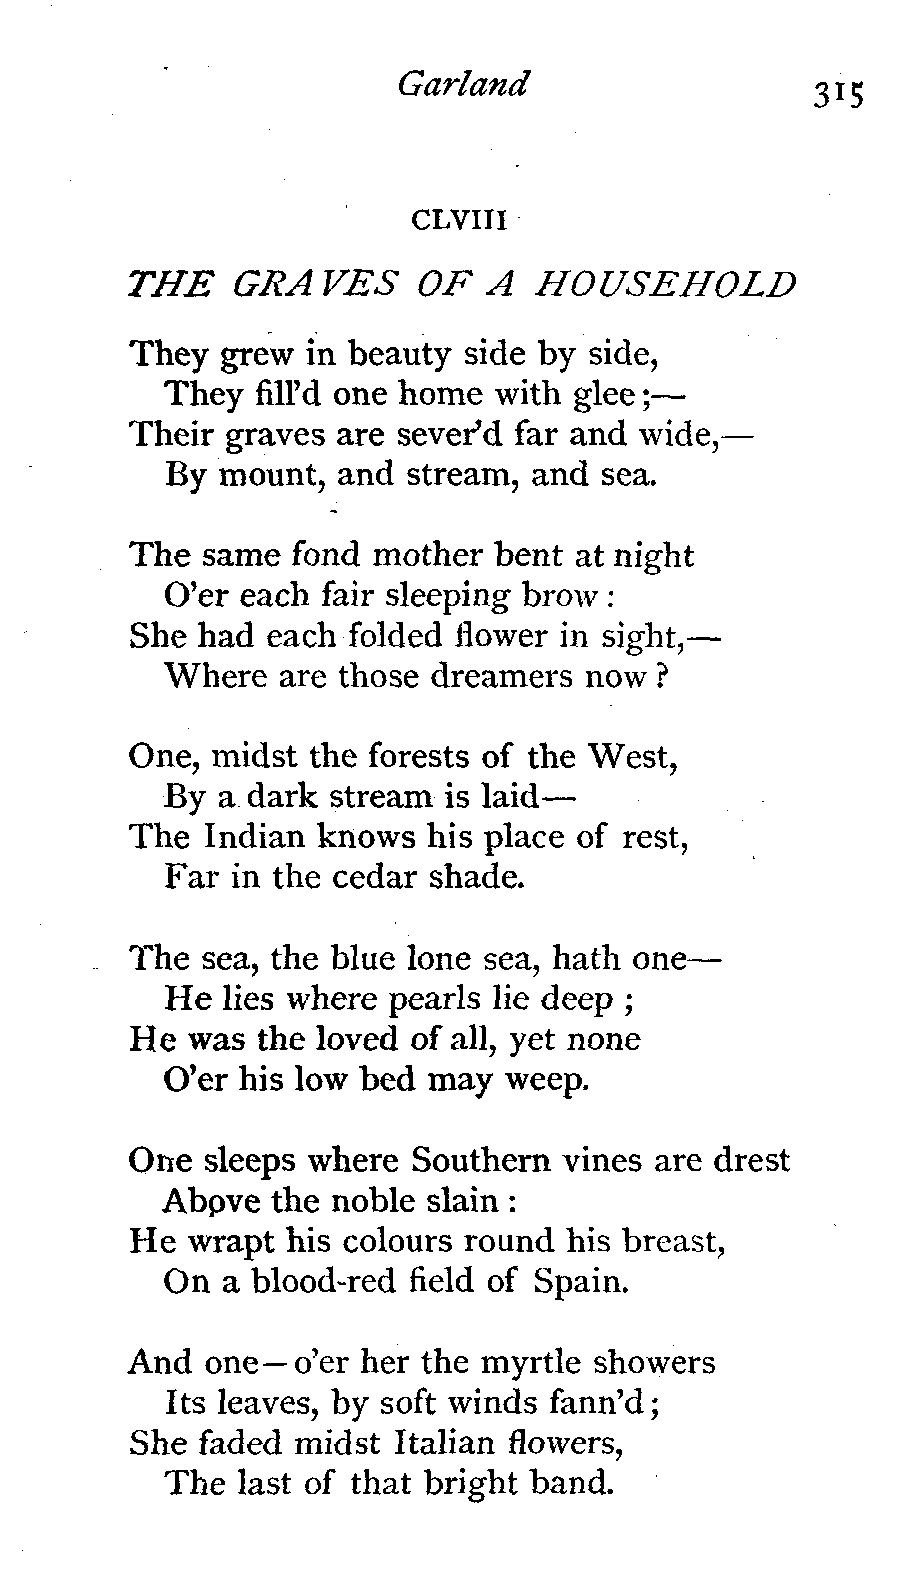 Garland
315
CLVIII
THE GRAVES OF A HOUSEHOLD
They grew in beauty side by side,
They fill'd one home with glee;—
Their graves are sever'd far and wide,—
By mount, and stream, and sea.
The same fond mother bent at night
O'er each fair sleeping brow:
She had each folded flower in sight,—
Where are those dreamers now?
One, midst the forests of the West,
By a dark stream is laid—
The Indian knows his place of rest,
Far in the cedar shade.
The sea, the blue lone sea, hath one—
He lies where pearls lie deep;
He was the loved of all, yet none
O'er his low bed may weep.
One sleeps where Southern vines are drest
Above the noble slain:
He wrapt his colours round his breast,
On a blood-red field of Spain.
And one—o'er her the myrtle showers
Its leaves, by soft winds fann'd;
She faded midst Italian flowers,
The last of that bright band.